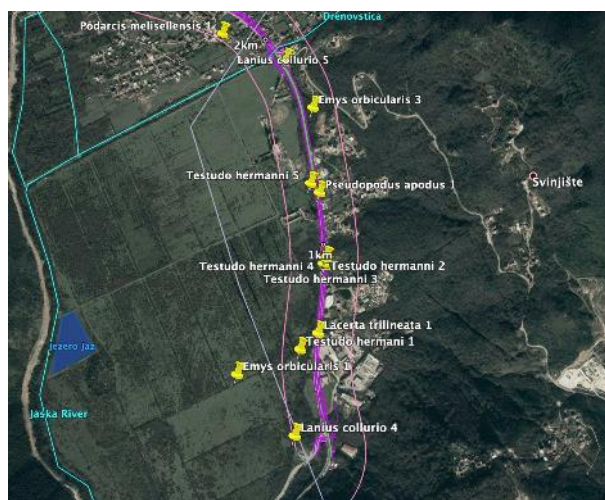 Drenovstica
Podarcis melisellensis 1
2km
Lanius collurio 5
Emys orbicularis 3
Testudo hermanni 5
Pseudopodus apodus 1
Svinjište
1km
Testudo hermanni 4
Testudo hermanni 2
Testudo hermanni 3
Lacerta trilineata 1
Jezero Jaz
Testudo hermani 1
Emys orbicularis 1
Jaška River
Lanius collurio 4